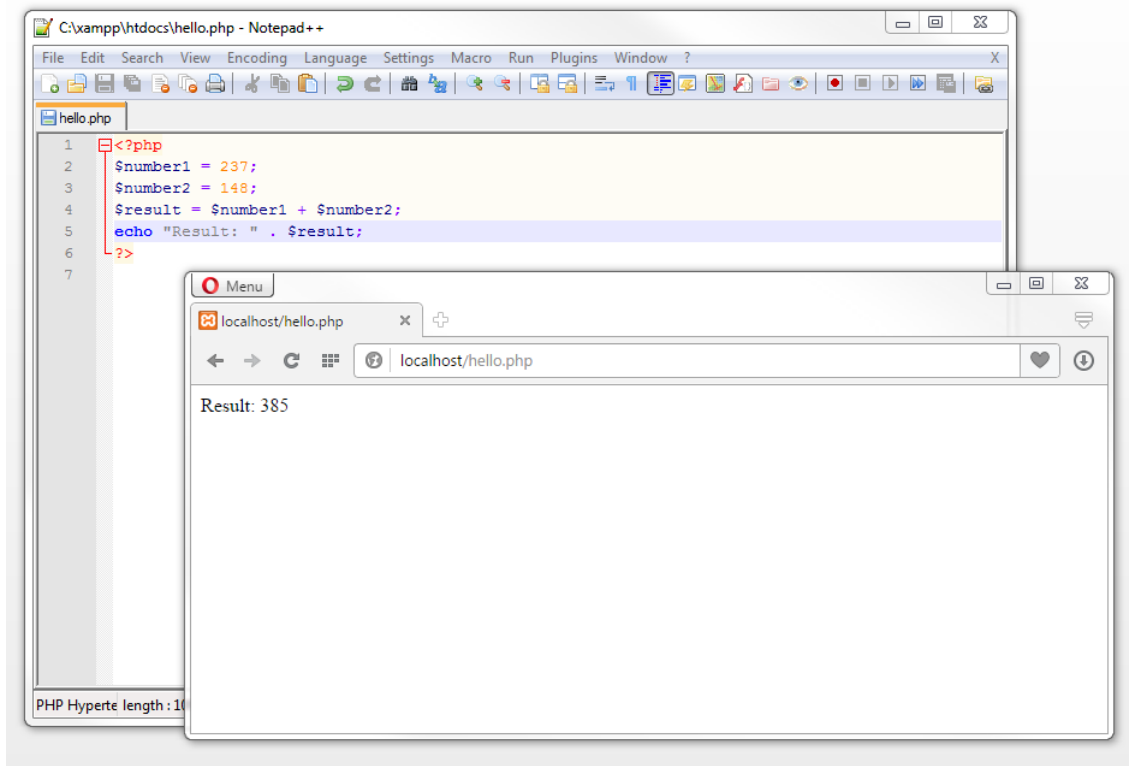 C:\xampp\htdocs\hello.php - Notepad++
File Edit Search View Encoding Language Settings Macro Run Plugins Window ? X
hello.php
1 <?php
2 $number1 = 237;
3 $number2 = 148;
4 $result = $number1 + $number2;
5 echo "Result: " . $result;
6 ?>
7
Menu
localhost/hello.php
localhost/hello.php
Result: 385
PHP Hyperte length : 10